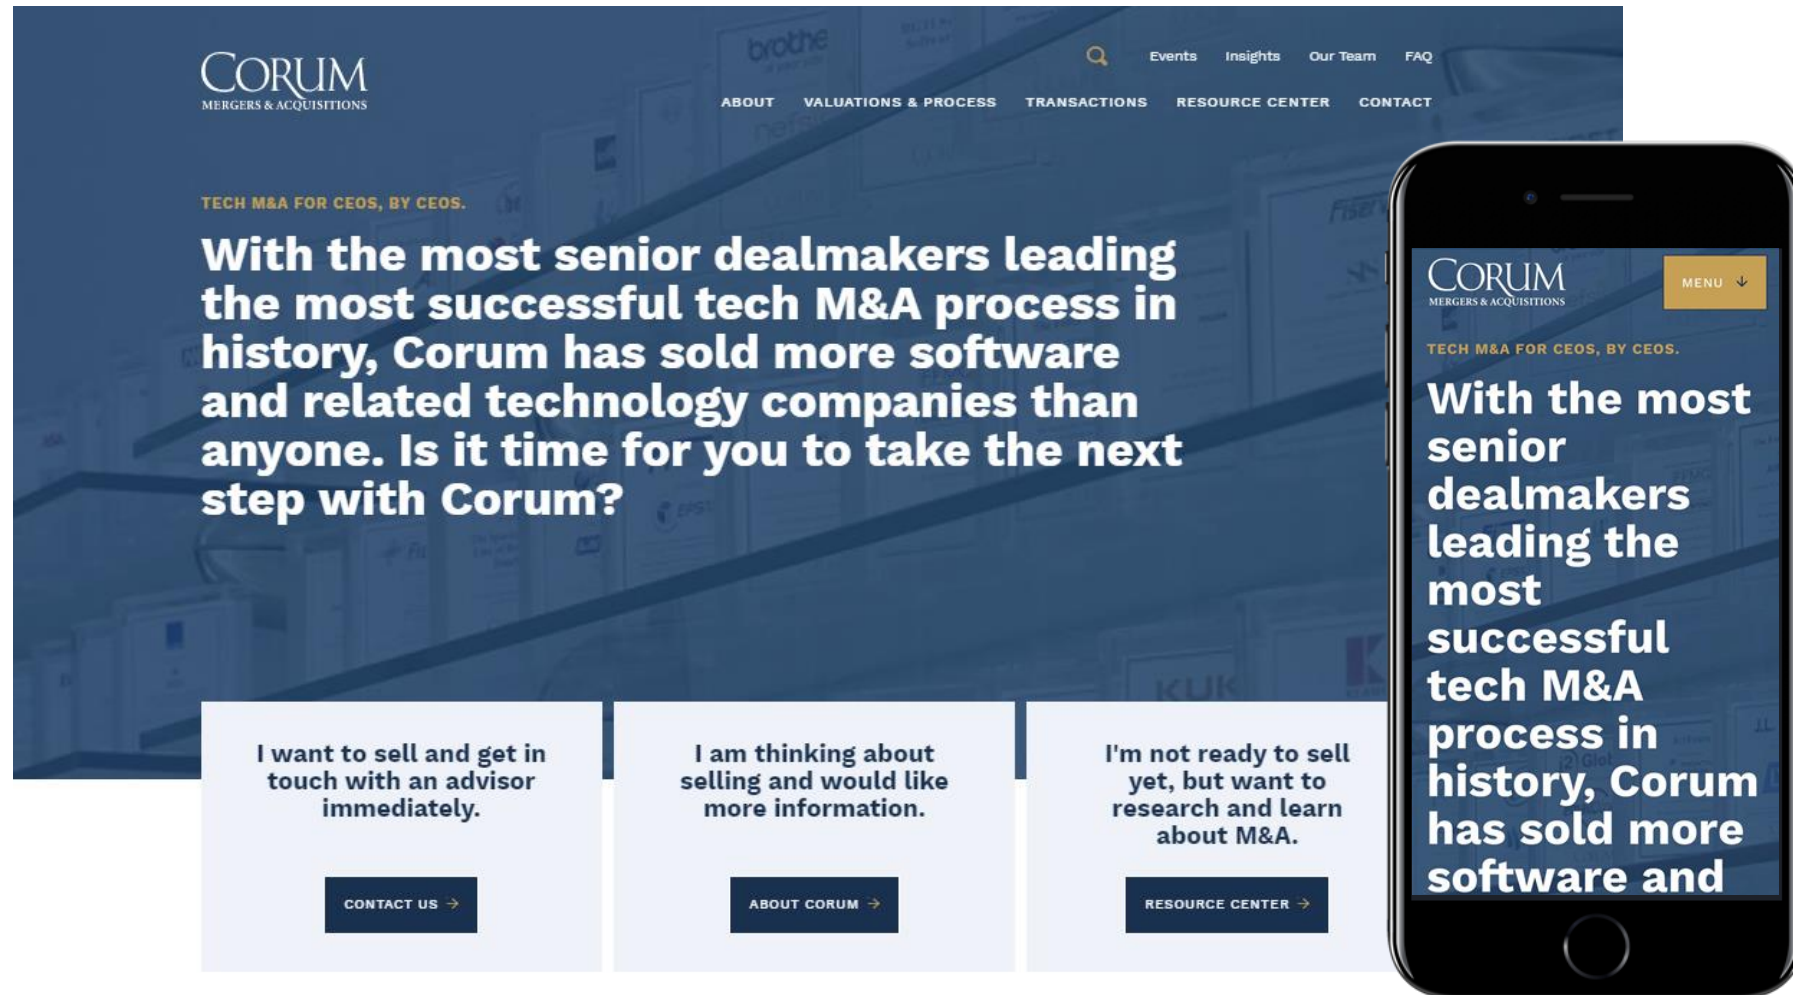 CORUM
MERGERS & ACQUISITIONS
Events Insights Our Team FAQ
ABOUT VALUATIONS & PROCESS TRANSACTIONS RESOURCE CENTER CONTACT
TECH M&A FOR CEOS, BY CEOS.
With the most senior dealmakers leading
the most successful tech M&A process in
history, Corum has sold more software
and related technology companies than
anyone. Is it time for you to take the next
step with Corum?
I want to sell and get in
touch with an advisor
immediately.
CONTACT US →
I am thinking about
selling and would like
more information.
ABOUT CORUM →
I'm not ready to sell
yet, but want to
research and learn
about M&A.
RESOURCE CENTER →
CORUM
MERGERS & ACQUISITIONS
MENU ↓
TECH M&A FOR CEOS, BY CEOS.
With the most
senior
dealmakers
leading the
most
successful
tech M&A
process in
history, Corum
has sold more
software and